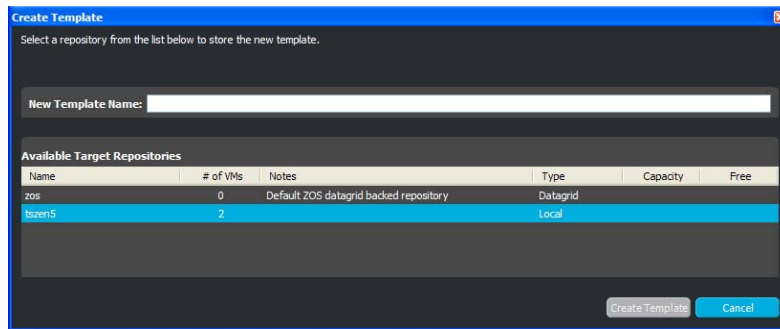 Create Template
Select a repository from the list below to store the new template.
New Template Name:
Available Target Repositories
Name # of VMs Notes Type Capacity Free
zos 0 Default ZOS datagrid backed repository Datagrid
tszen5 2 Local
Create Template Cancel